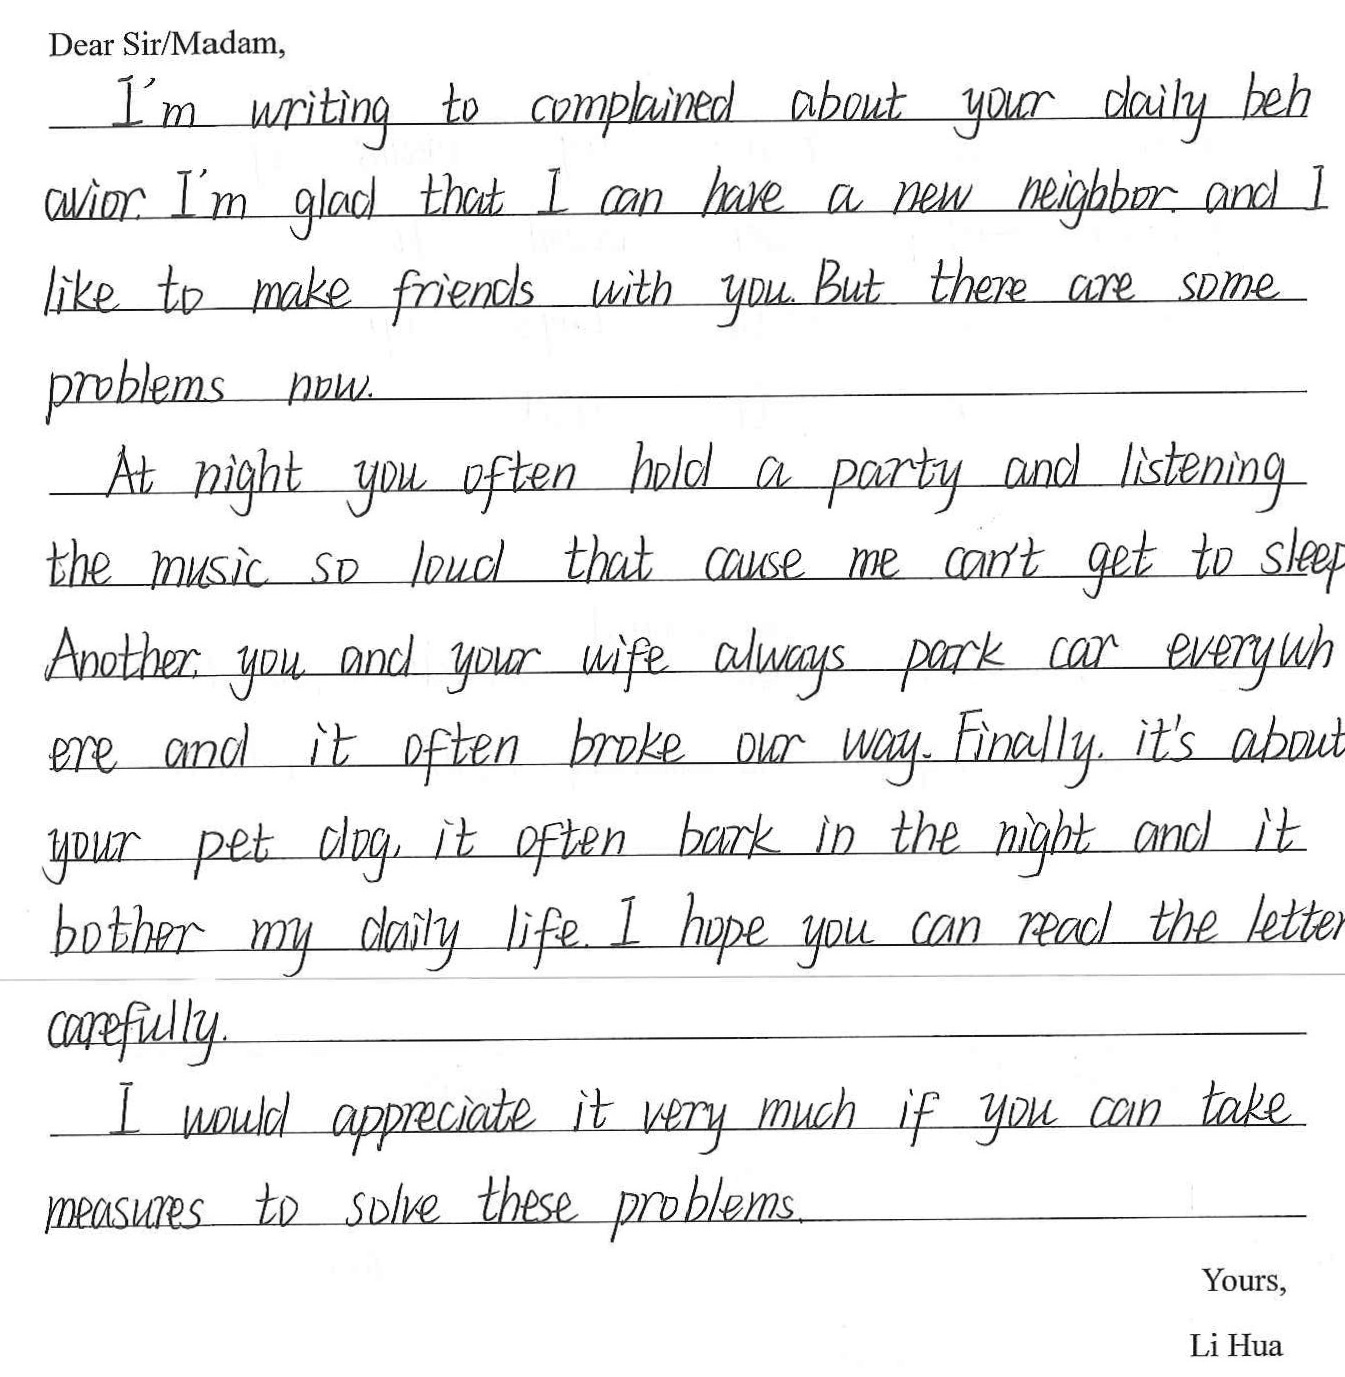 Dear Sir/Madam,
I'm writing to complained about your daily beh
avior. I'm glad that I can have a new neighbor. and I
like to make friends with you. But there are some
problems now.
At night you often hold a party and listening
the music so loud that cause me can't get to sleep
Another, you and your wife always park car everywh
ere and it often broke our way. Finally, it's about
your pet dog, it often bark in the night and it
bother my daily life. I hope you can read the letter
carefully.
I would appreciate it very much if you can take
measures to solve these problems.
Yours,
Li Hua